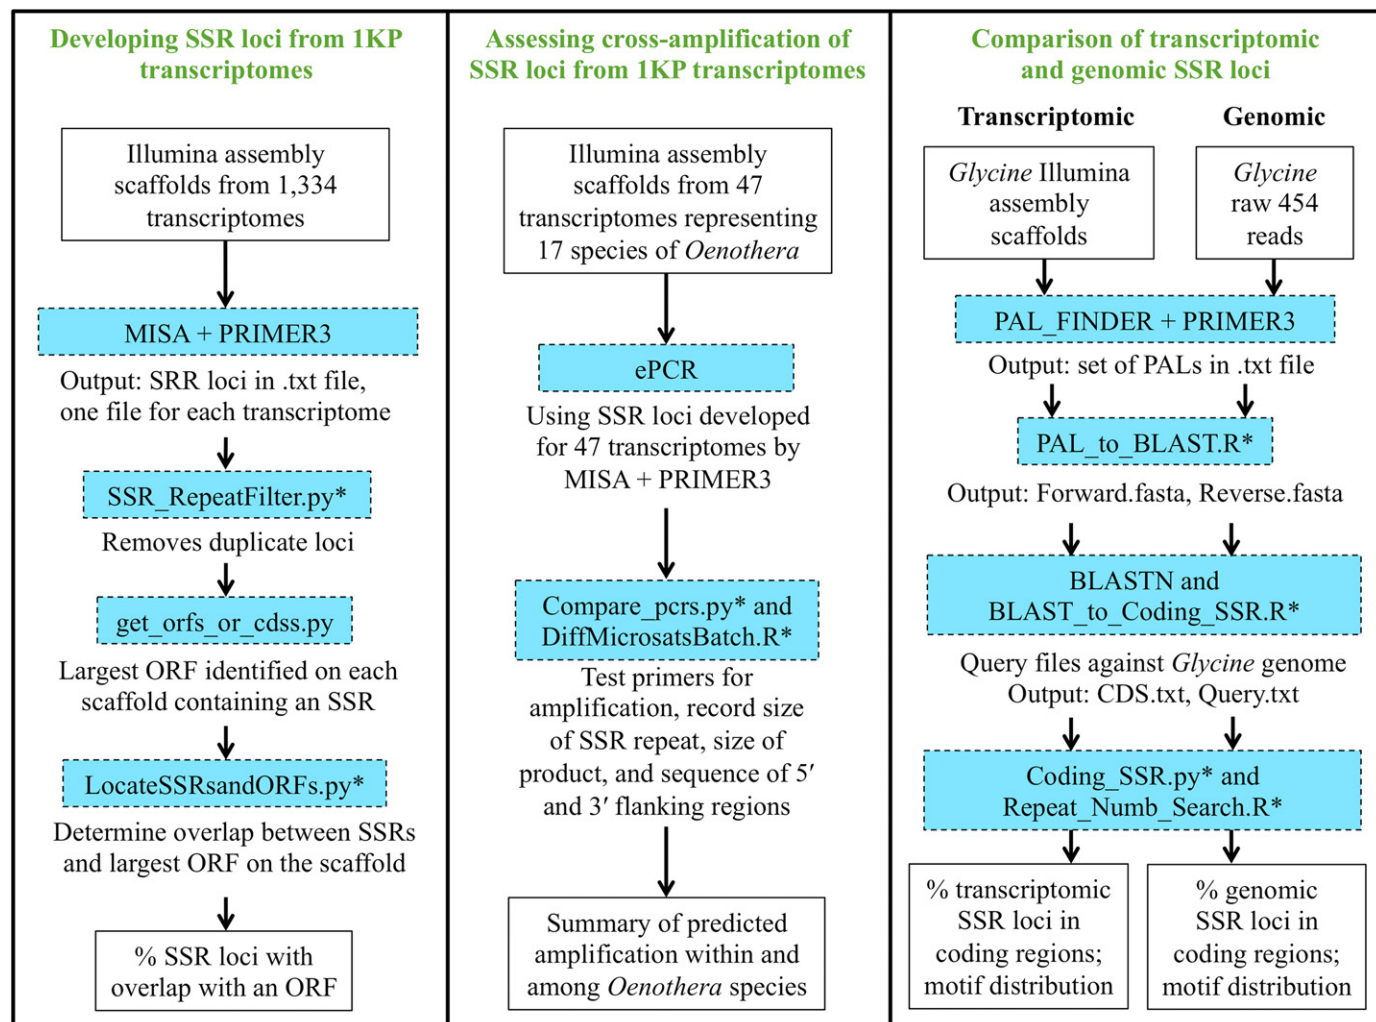 Developing SSR loci from 1KP
transcriptomes
Illumina assembly
scaffolds from 1,334
transcriptomes
MISA + PRIMER3
Output: SRR loci in .txt file,
one file for each transcriptome
SSR_RepeatFilter.py*
Removes duplicate loci
get_orfs_or_cdss.py
Largest ORF identified on each
scaffold containing an SSR
LocateSSRsandORFs.py*
Determine overlap between SSRs
and largest ORF on the scaffold
% SSR loci with
overlap with an ORF
Assessing cross-amplification of
SSR loci from 1KP transcriptomes
Illumina assembly
scaffolds from 47
transcriptomes representing
17 species of Oenothera
ePCR
Using SSR loci developed
for 47 transcriptomes by
MISA + PRIMER3
Compare_pcrs.py* and
DiffMicrosatsBatch.R*
Test primers for
amplification, record size
of SSR repeat, size of
product, and sequence of 5′
and 3′ flanking regions
Summary of predicted
amplification within and
among Oenothera species
Comparison of transcriptomic
and genomic SSR loci
Transcriptomic
Genomic
Glycine Illumina
assembly
scaffolds
Glycine
raw 454
reads
PAL_FINDER + PRIMER3
Output: set of PALs in .txt file
PAL_to_BLAST.R*
Output: Forward.fasta, Reverse.fasta
BLASTN and
BLAST_to_Coding_SSR.R*
Query files against Glycine genome
Output: CDS.txt, Query.txt
Coding_SSR.py* and
Repeat_Numb_Search.R*
% transcriptomic
SSR loci in
coding regions;
motif distribution
% genomic
SSR loci in
coding regions;
motif distribution